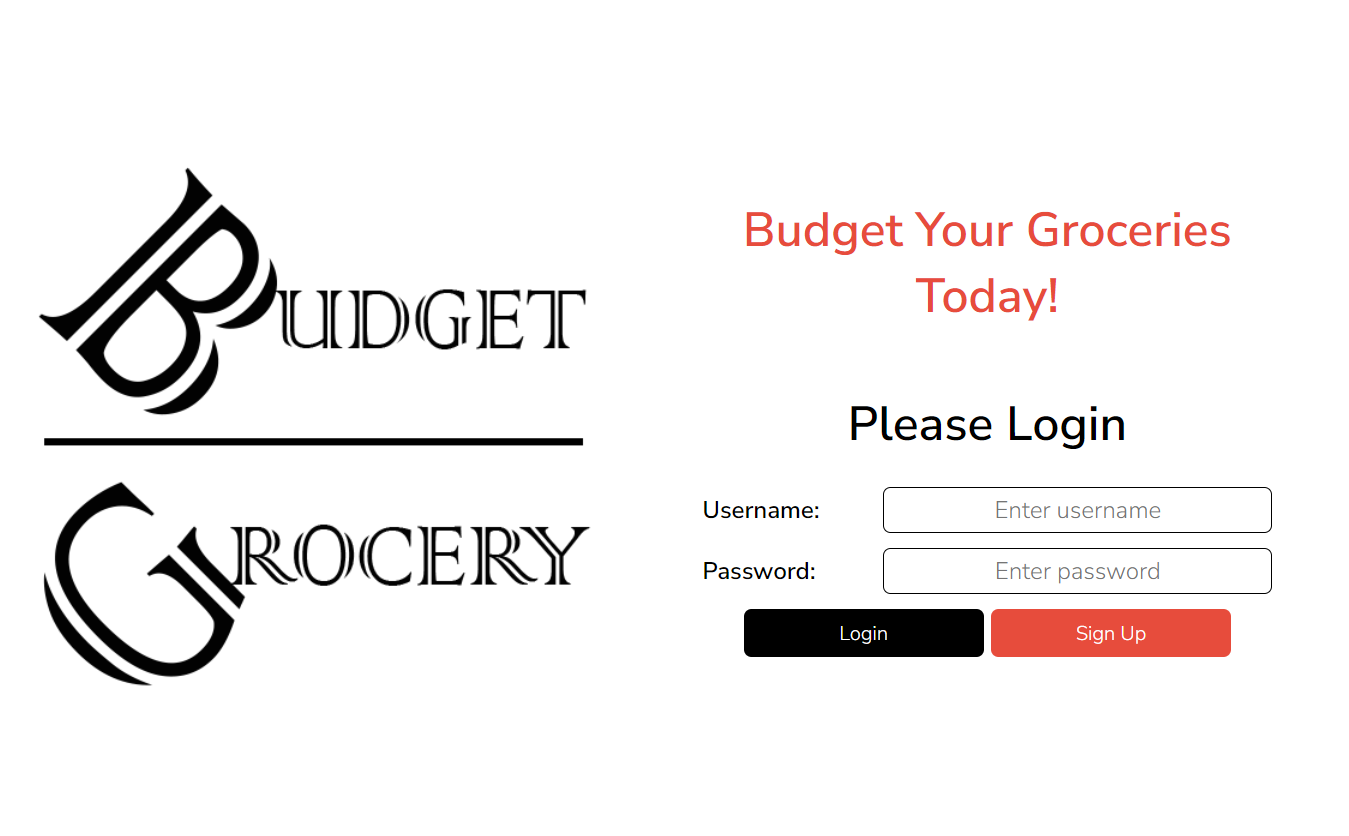 BUDGET
GROCERY
Budget Your Groceries
Today!
Please Login
Username:
Enter username
Password:
Enter password
Login
Sign Up